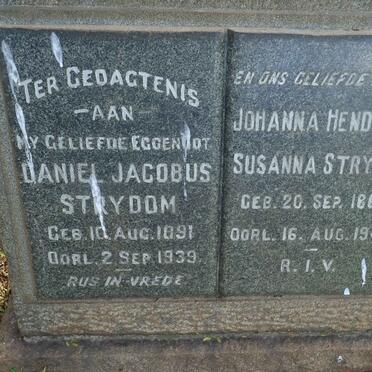 TER GEDAGTENIS
—AAN—
MY GELIEFDE EGGENOOT
DANIEL JACOBUS
STRYDOM
GEB. 10. AUG. 1891
OORL. 2. SEP. 1939.
RUS IN VREDE
EN ONS GELIEFDE
JOHANNA HEND
SUSANNA STRY
GEB. 20. SEP. 18
OORL. 16. AUG. 19
R. I. V.